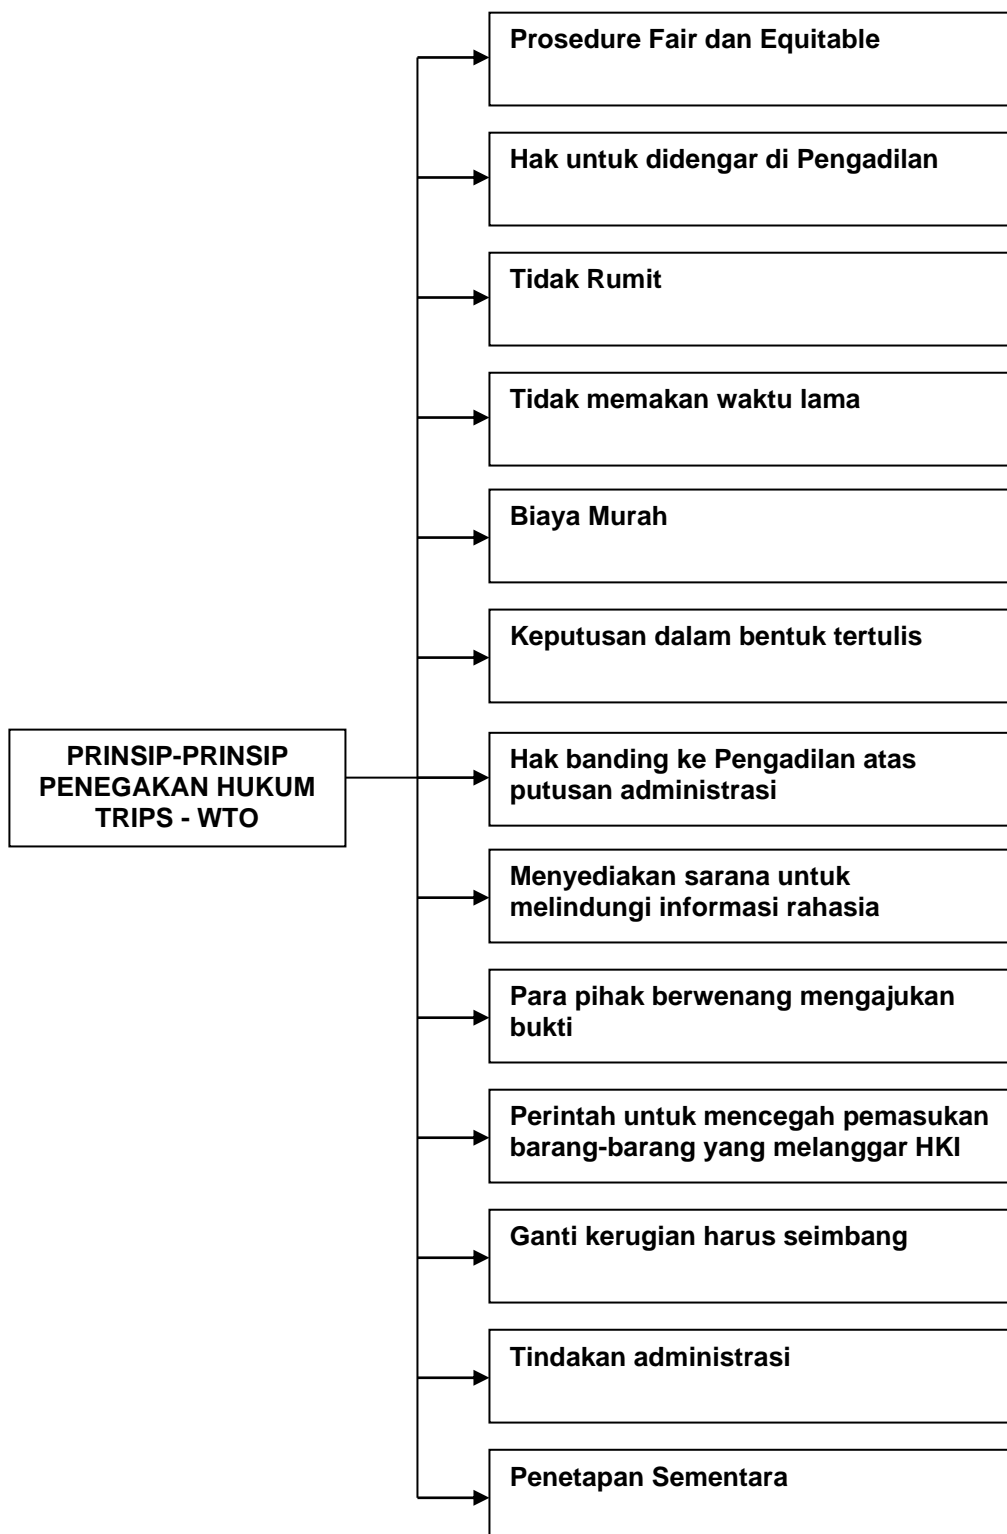 Prosedure Fair dan Equitable
Hak untuk didengar di Pengadilan
Tidak Rumit
Tidak memakan waktu lama
Biaya Murah
Keputusan dalam bentuk tertulis
PRINSIP-PRINSIP
PENEGAKAN HUKUM
TRIPS - WTO
Hak banding ke Pengadilan atas
putusan administrasi
Menyediakan sarana untuk
melindungi informasi rahasia
Para pihak berwenang mengajukan
bukti
Perintah untuk mencegah pemasukan
barang-barang yang melanggar HKI
Ganti kerugian harus seimbang
Tindakan administrasi
Penetapan Sementara